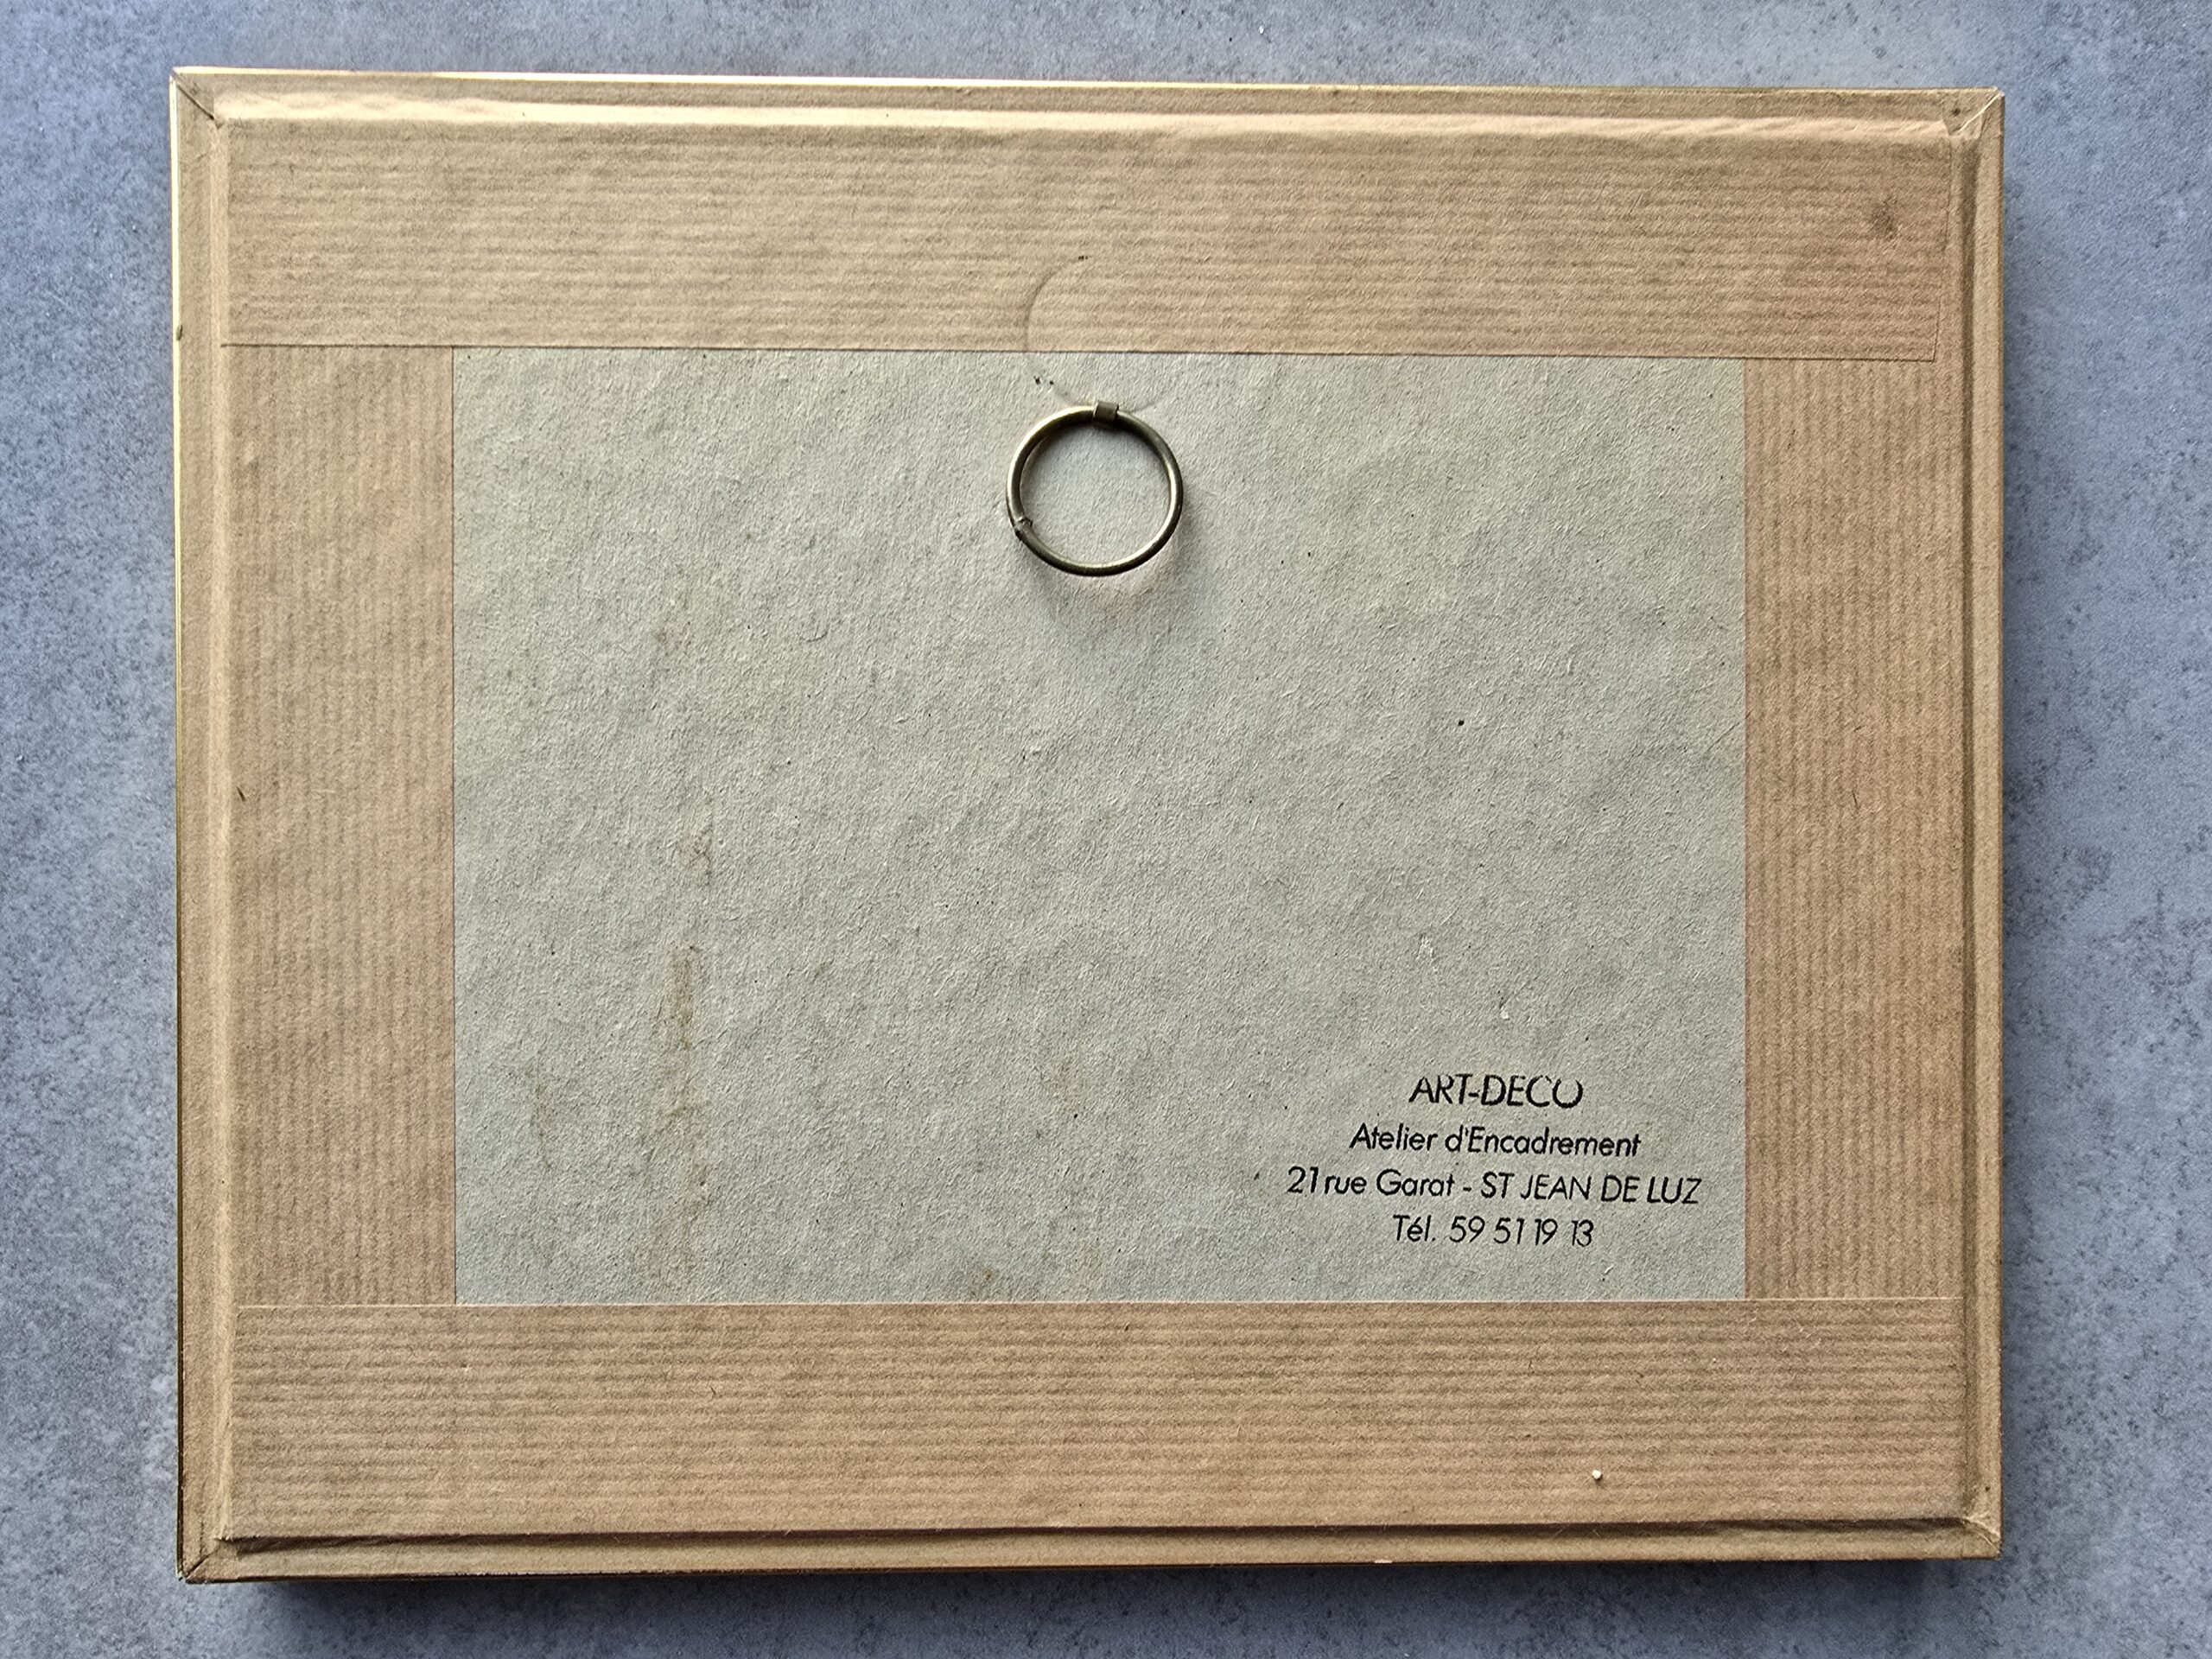 ART-DECO
Atelier d'Encadrement
21 rue Garat - ST JEAN DE LUZ
Tél. 59 51 19 13